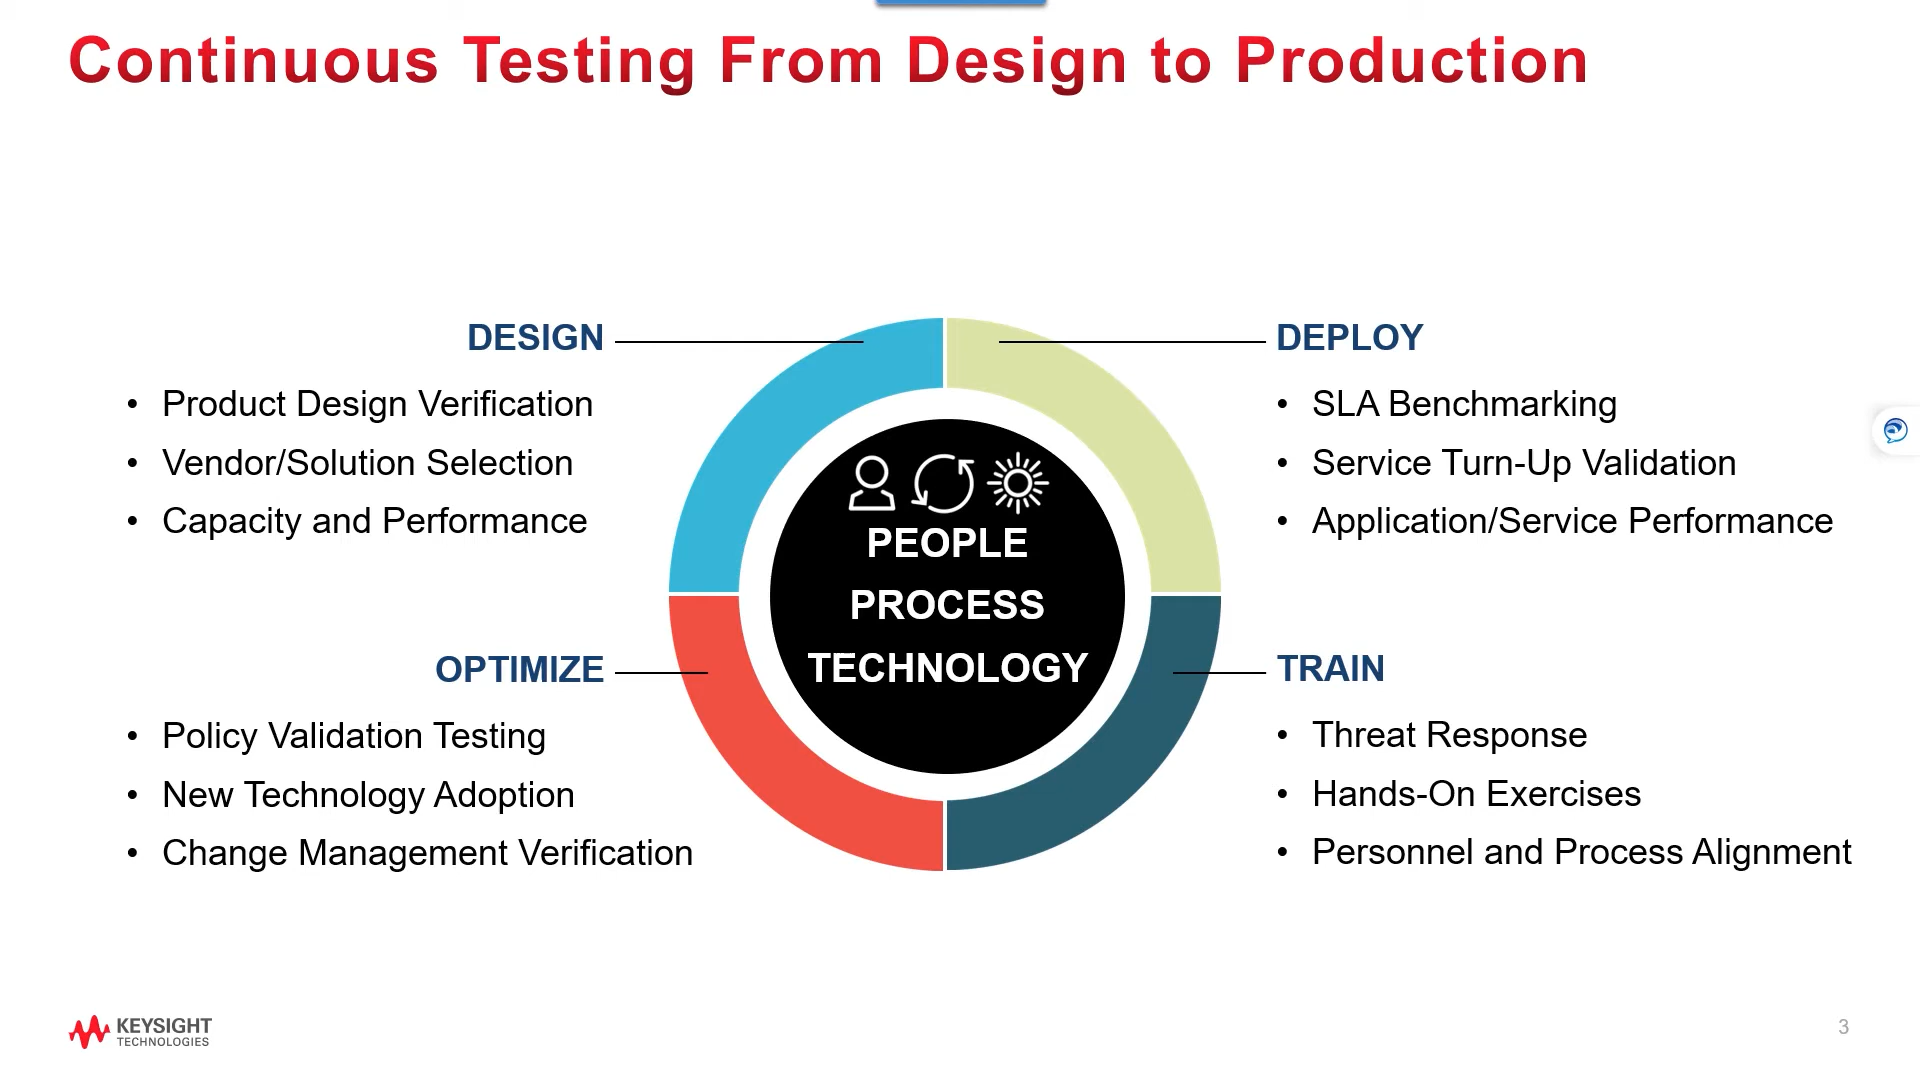 Continuous Testing From Design to Production
DESIGN
• Product Design Verification
• Vendor/Solution Selection
• Capacity and Performance
DEPLOY
• SLA Benchmarking
• Service Turn-Up Validation
• Application/Service Performance
PEOPLE
PROCESS
TECHNOLOGY
OPTIMIZE
• Policy Validation Testing
• New Technology Adoption
• Change Management Verification
TRAIN
• Threat Response
• Hands-On Exercises
• Personnel and Process Alignment
KEYSIGHT
TECHNOLOGIES
3